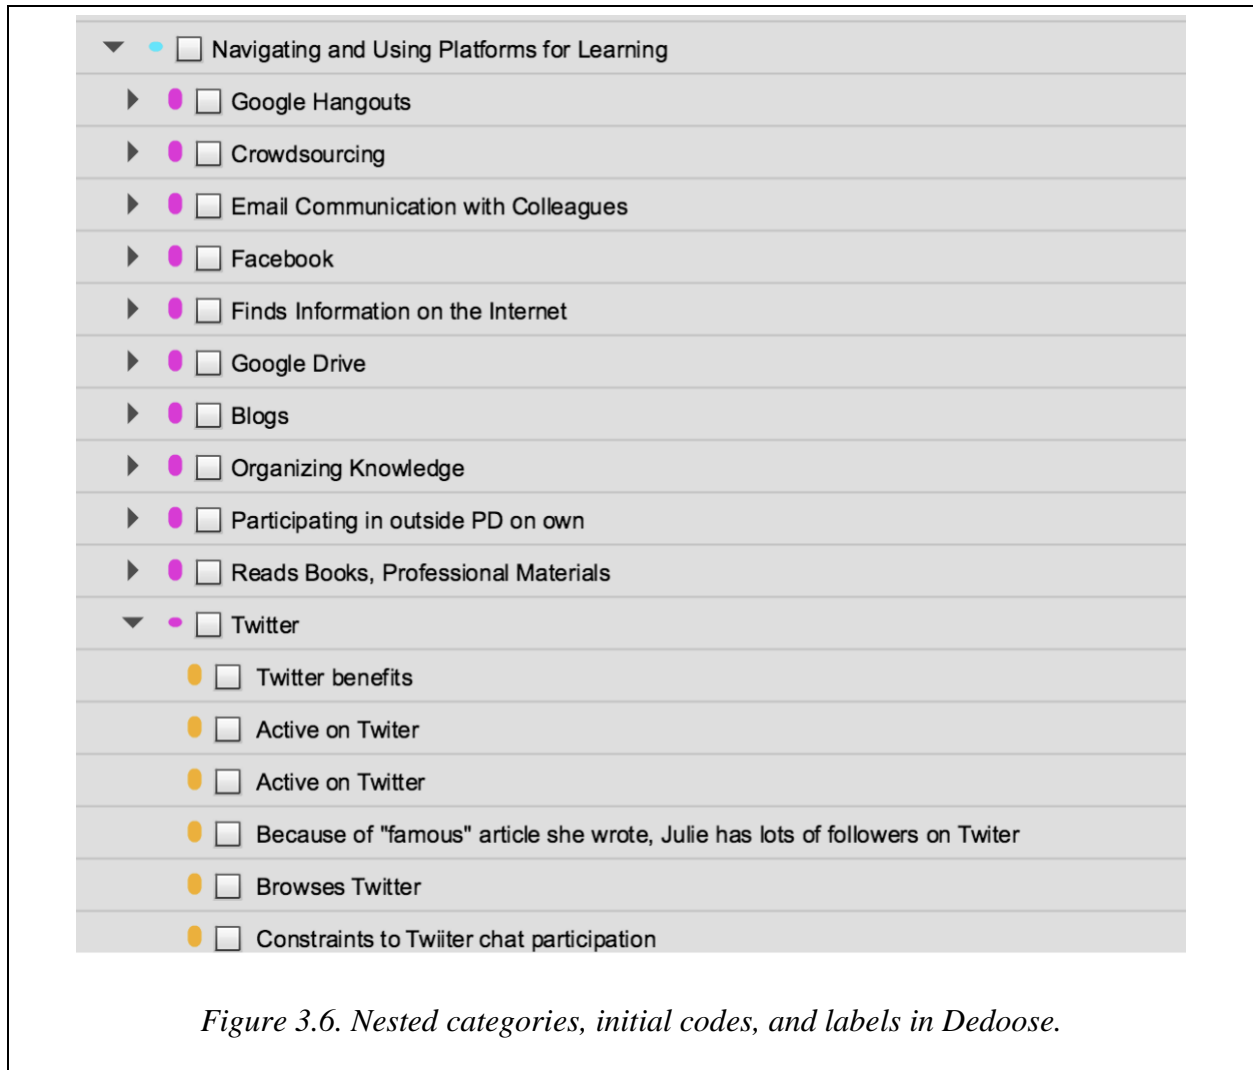 Navigating and Using Platforms for Learning
Google Hangouts
Crowdsourcing
Email Communication with Colleagues
Facebook
Finds Information on the Internet
Google Drive
Blogs
Organizing Knowledge
Participating in outside PD on own
Reads Books, Professional Materials
Twitter
Twitter benefits
Active on Twiter
Active on Twitter
Because of "famous" article she wrote, Julie has lots of followers on Twiter
Browses Twitter
Constraints to Twiiter chat participation
Figure 3.6. Nested categories, initial codes, and labels in Dedoose.